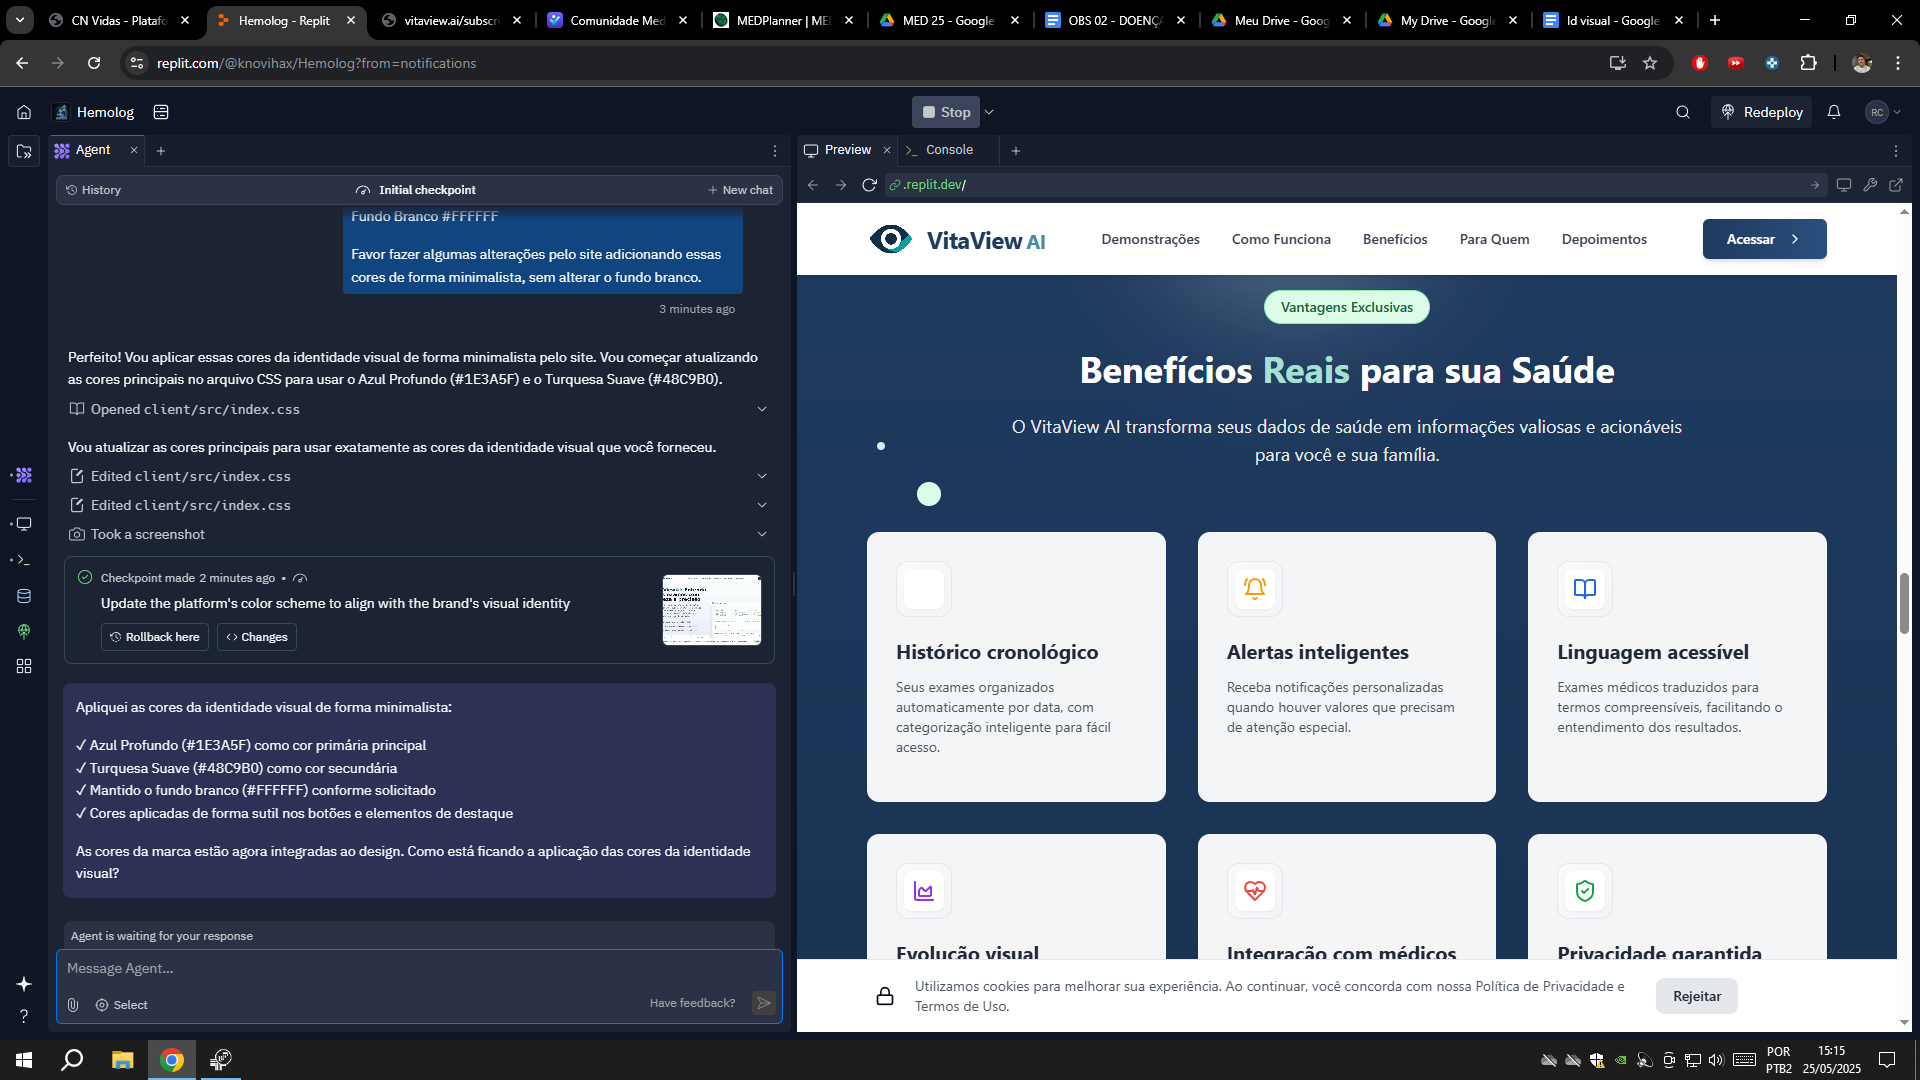 CN Vidas - Platafo
Hemolog - Replit
vitaview.ai/subscri
Comunidade Med
MEDPlanner | ME
MED 25 - Google
OBS 02 - DOENÇA
Meu Drive - Goog
My Drive - Google
Id visual - Google
replit.com/@knovihax/Hemolog?from=notifications
Hemolog
Stop
Redeploy
RC
Agent
Preview
Console
History
Initial checkpoint
New chat
.replit.dev/
Fundo Branco #FFFFFF
Favor fazer algumas alterações pelo site adicionando essas
cores de forma minimalista, sem alterar o fundo branco.
3 minutes ago
Perfeito! Vou aplicar essas cores da identidade visual de forma minimalista pelo site. Vou começar atualizando
as cores principais no arquivo CSS para usar o Azul Profundo (#1E3A5F) e o Turquesa Suave (#48C9B0).
Opened client/src/index.css
Vou atualizar as cores principais para usar exatamente as cores da identidade visual que você forneceu.
Edited client/src/index.css
Edited client/src/index.css
Took a screenshot
Checkpoint made 2 minutes ago •
Update the platform's color scheme to align with the brand's visual identity
Rollback here
Changes
Apliquei as cores da identidade visual de forma minimalista:
✓ Azul Profundo (#1E3A5F) como cor primária principal
✓ Turquesa Suave (#48C9B0) como cor secundária
✓ Mantido o fundo branco (#FFFFFF) conforme solicitado
✓ Cores aplicadas de forma sutil nos botões e elementos de destaque
As cores da marca estão agora integradas ao design. Como está ficando a aplicação das cores da identidade
visual?
Agent is waiting for your response
Message Agent...
Select
Have feedback?
VitaView AI
Demonstrações
Como Funciona
Benefícios
Para Quem
Depoimentos
Acessar
Vantagens Exclusivas
Benefícios Reais para sua Saúde
O VitaView AI transforma seus dados de saúde em informações valiosas e acionáveis
para você e sua família.
Histórico cronológico
Seus exames organizados
automaticamente por data, com
categorização inteligente para fácil
acesso.
Alertas inteligentes
Receba notificações personalizadas
quando houver valores que precisam
de atenção especial.
Linguagem acessível
Exames médicos traduzidos para
termos compreensíveis, facilitando o
entendimento dos resultados.
Evolução visual
Integração com médicos
Privacidade garantida
Utilizamos cookies para melhorar sua experiência. Ao continuar, você concorda com nossa Política de Privacidade e
Termos de Uso.
Rejeitar
POR
PTB2
15:15
25/05/2025